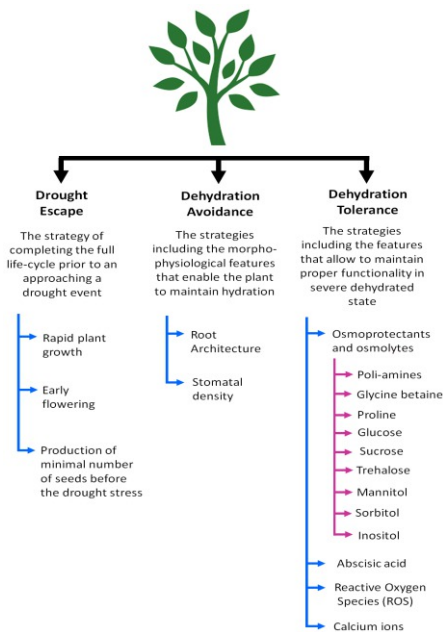 Drought
Escape
The strategy of
completing the full
life-cycle prior to an
approaching a
drought event
Rapid plant
growth
Early
flowering
Production of
minimal number
of seeds before
the drought stress
Dehydration
Avoidance
The strategies
including the morpho-
physiological features
that enable the plant
to maintain hydration
Root
Architecture
Stomatal
density
Dehydration
Tolerance
The strategies
including the features
that allow to maintain
proper functionality in
severe dehydrated
state
Osmoprotectants
and osmolytes
Poli-amines
Glycine betaine
Proline
Glucose
Sucrose
Trehalose
Mannitol
Sorbitol
Inositol
Abscisic acid
Reactive Oxygen
Species (ROS)
Calcium ions